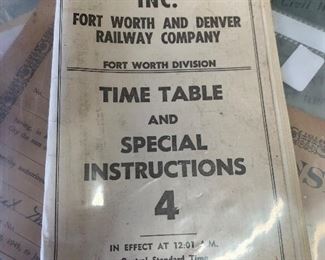 INC.
FORT WORTH AND DENVER
RAILWAY COMPANY
FORT WORTH DIVISION
TIME TABLE
AND
SPECIAL
INSTRUCTIONS
4
IN EFFECT AT 12:01 A.M.
Central Standard Time